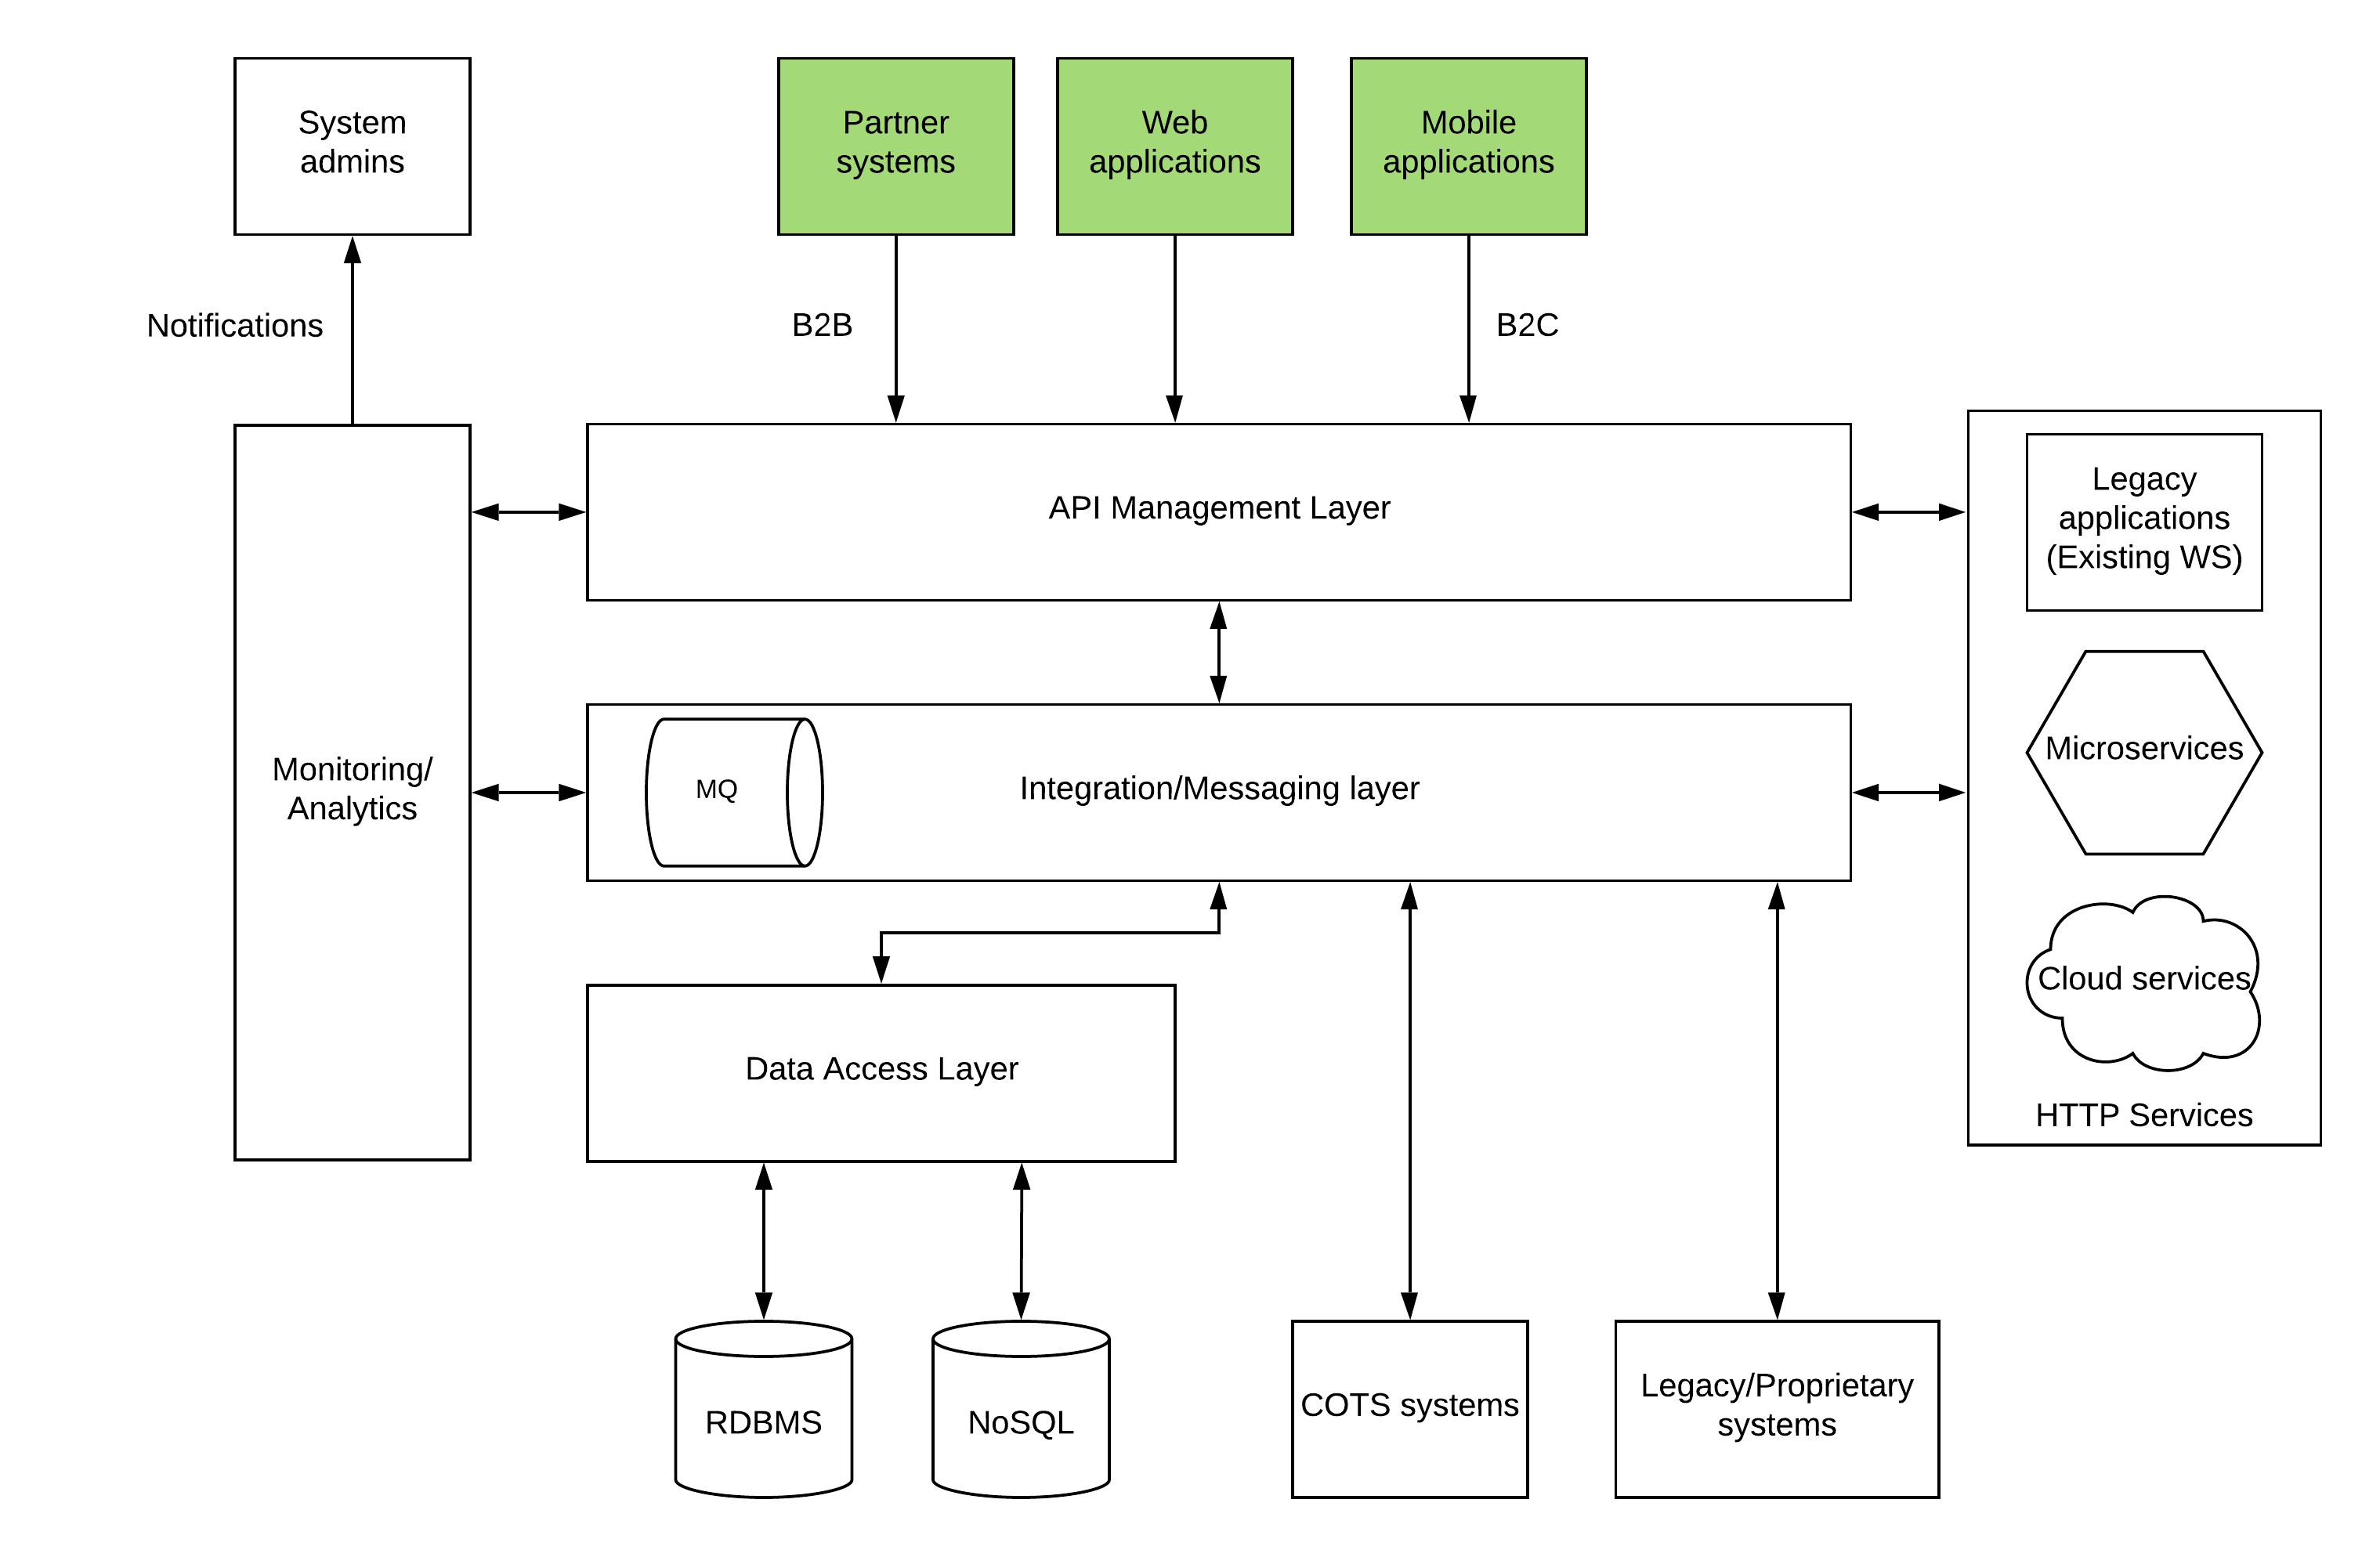 System
admins
Partner
systems
Web
applications
Mobile
applications
Notifications
B2B
B2C
API Management Layer
Legacy
applications
(Existing WS)
Monitoring/
Analytics
MQ
Integration/Messaging layer
Microservices
Cloud services
HTTP Services
Data Access Layer
RDBMS
NoSQL
COTS systems
Legacy/Proprietary
systems